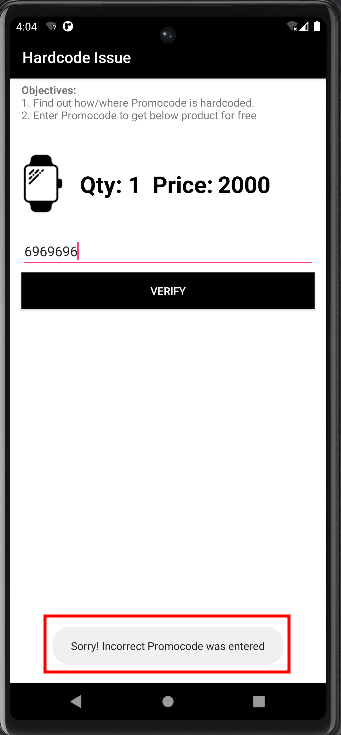 4:04
Hardcode Issue
Objectives:
1. Find out how/where Promocode is hardcoded.
2. Enter Promocode to get below product for free
Qty: 1 Price: 2000
6969696
VERIFY
Sorry! Incorrect Promocode was entered